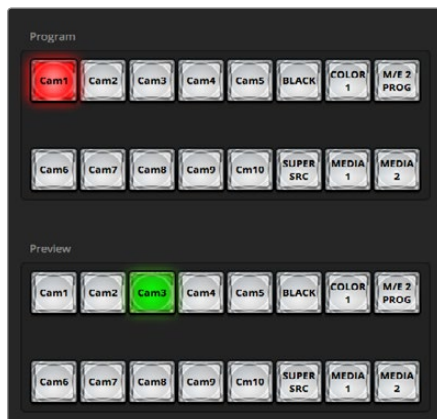 Program
Cam1 Cam2 Cam3 Cam4 Cam5 BLACK COLOR 1 M/E 2 PROG
Cam6 Cam7 Cam8 Cam9 Cm10 SUPER SRC MEDIA 1 MEDIA 2
Preview
Cam1 Cam2 Cam3 Cam4 Cam5 BLACK COLOR 1 M/E 2 PROG
Cam6 Cam7 Cam8 Cam9 Cm10 SUPER SRC MEDIA 1 MEDIA 2